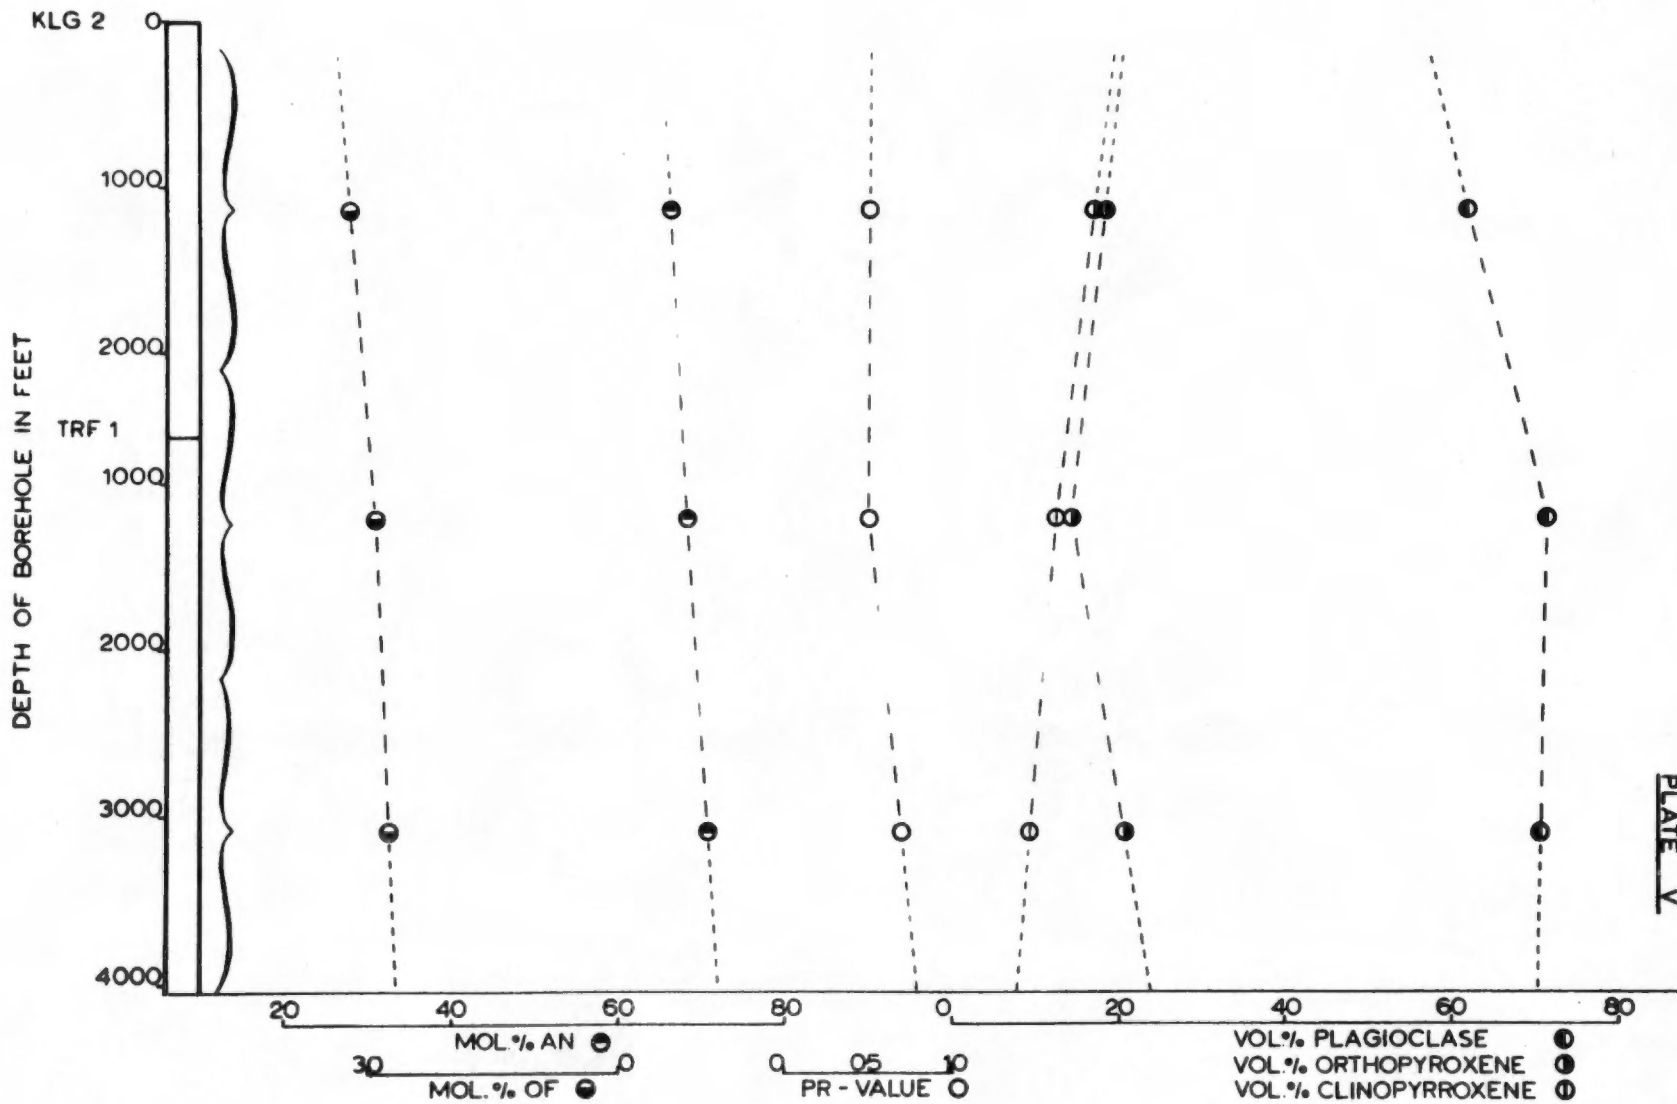 KLG 2
0
1000
2000
TRF 1
1000
2000
3000
4000
DEPTH OF BOREHOLE IN FEET
PLATE V
20 40 60 80 0 20 40 60 80
MOL.% AN
30 0
MOL.% OF
0 0.5 10
PR - VALUE
VOL.% PLAGIOCLASE
VOL.% ORTHOPYROXENE
VOL.% CLINOPYRROXENE